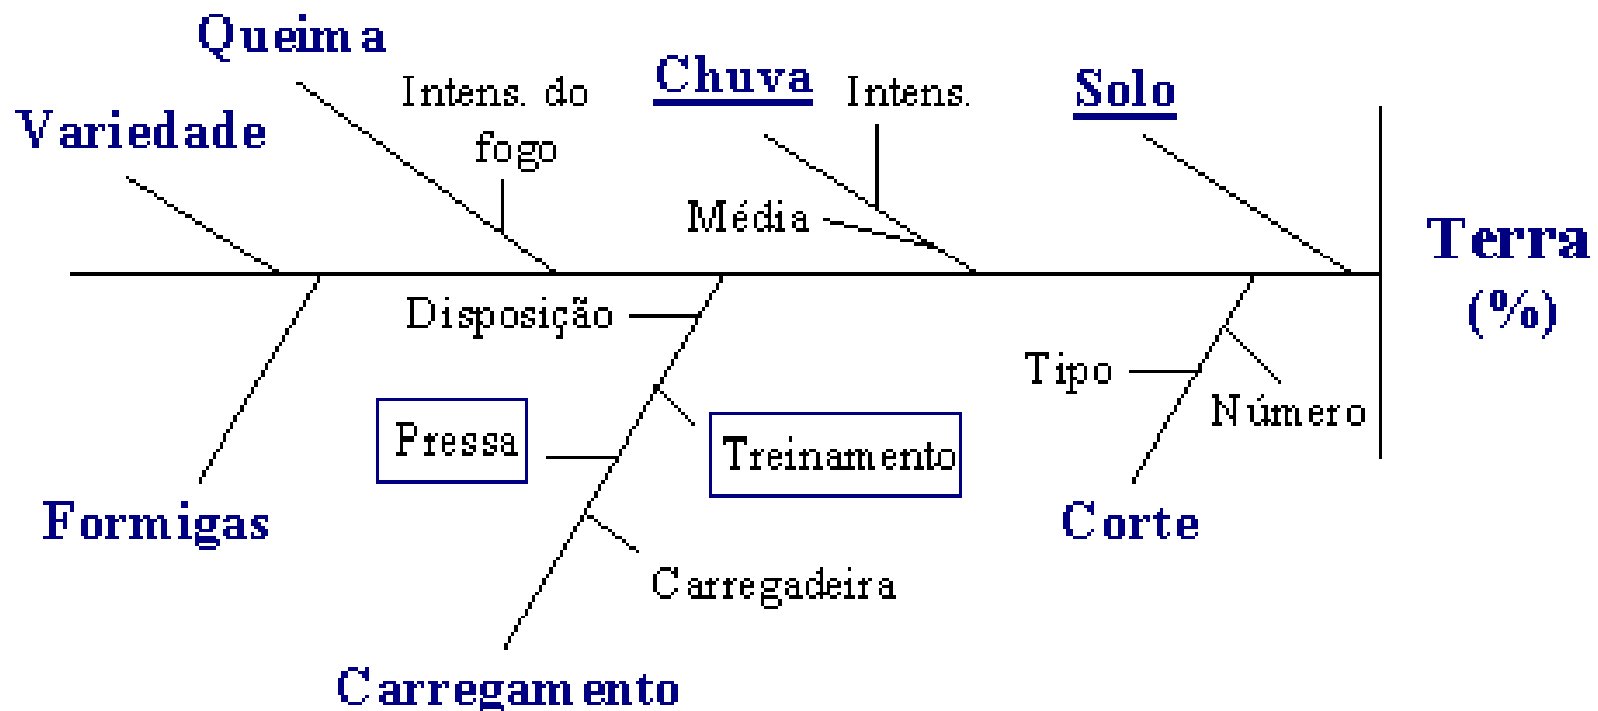 Queima
Chuva
Intens.
Solo
Intens. do
fogo
Variedade
Média
Terra
(%)
Disposição
Tipo
Número
Pressa
Treinamento
Formigas
Corte
Carregadeira
Carregamento